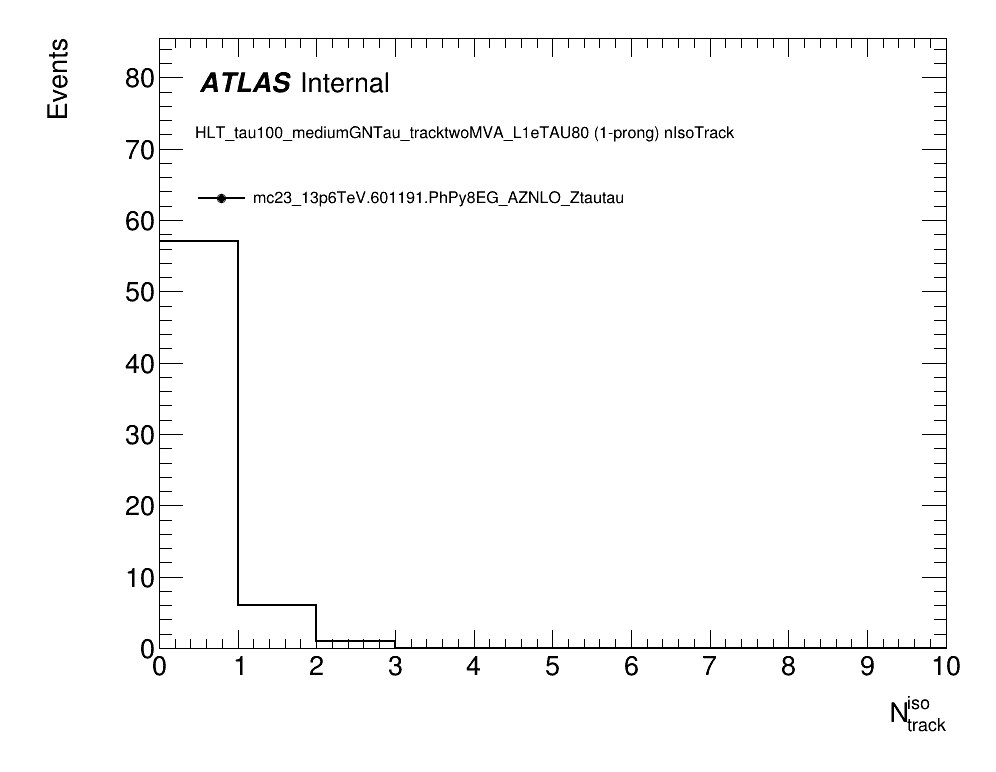 Events
80
70
60
50
40
30
20
10
0
ATLAS Internal
HLT_tau100_mediumGNTau_tracktwoMVA_L1eTAU80 (1-prong) nIsoTrack
mc23_13p6TeV.601191.PhPy8EG_AZNLO_Ztautau
0 1 2 3 4 5 6 7 8 9 10
N iso track